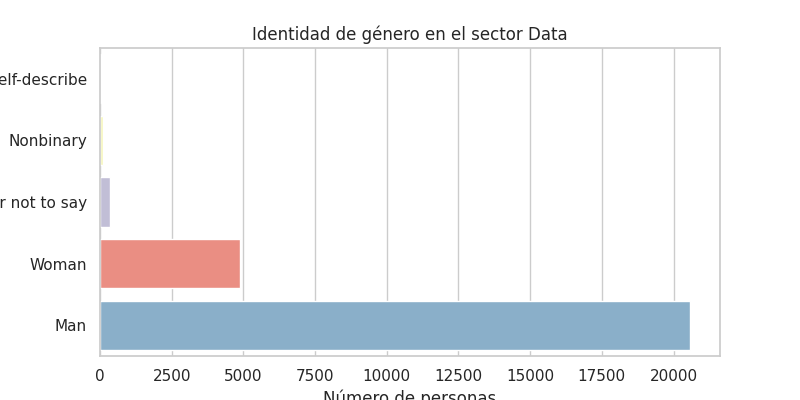 Identidad de género en el sector Data
elf-describe
Nonbinary
r not to say
Woman
Man
0 2500 5000 7500 10000 12500 15000 17500 20000
Número de personas